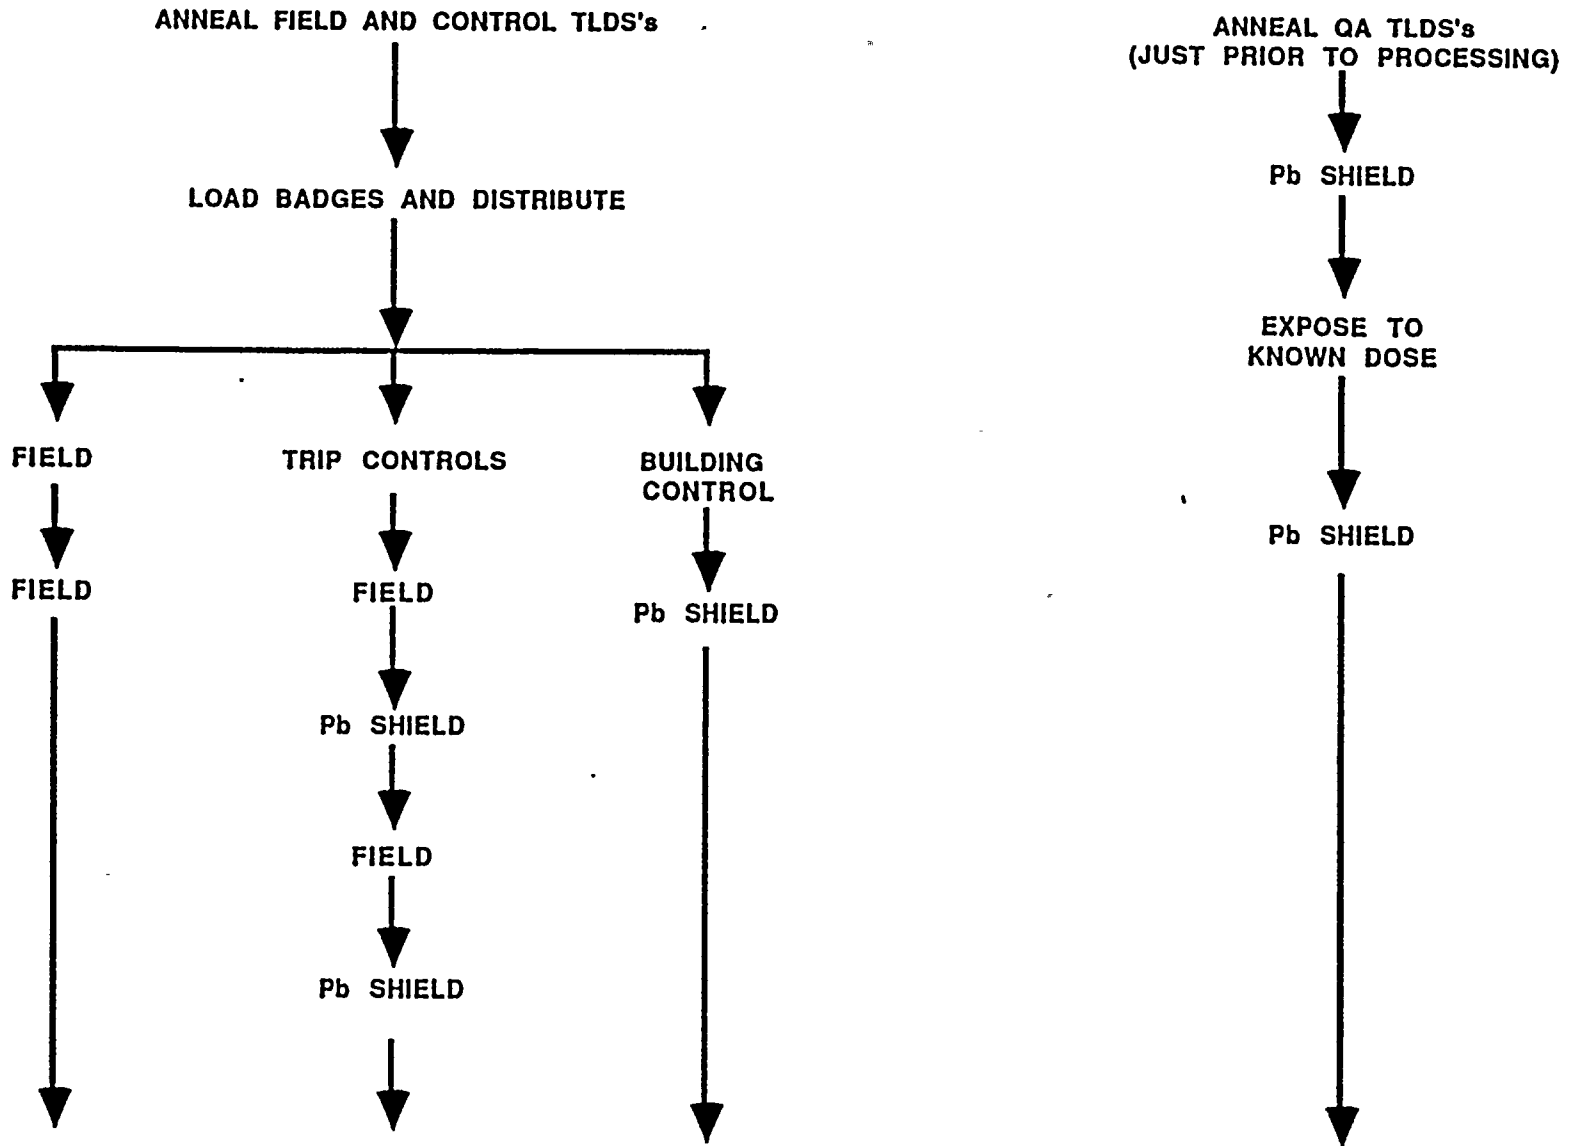 ANNEAL FIELD AND CONTROL TLDS's
LOAD BADGES AND DISTRIBUTE
FIELD
FIELD
TRIP CONTROLS
FIELD
Pb SHIELD
FIELD
Pb SHIELD
BUILDING
CONTROL
Pb SHIELD
ANNEAL QA TLDS's
(JUST PRIOR TO PROCESSING)
Pb SHIELD
EXPOSE TO
KNOWN DOSE
Pb SHIELD